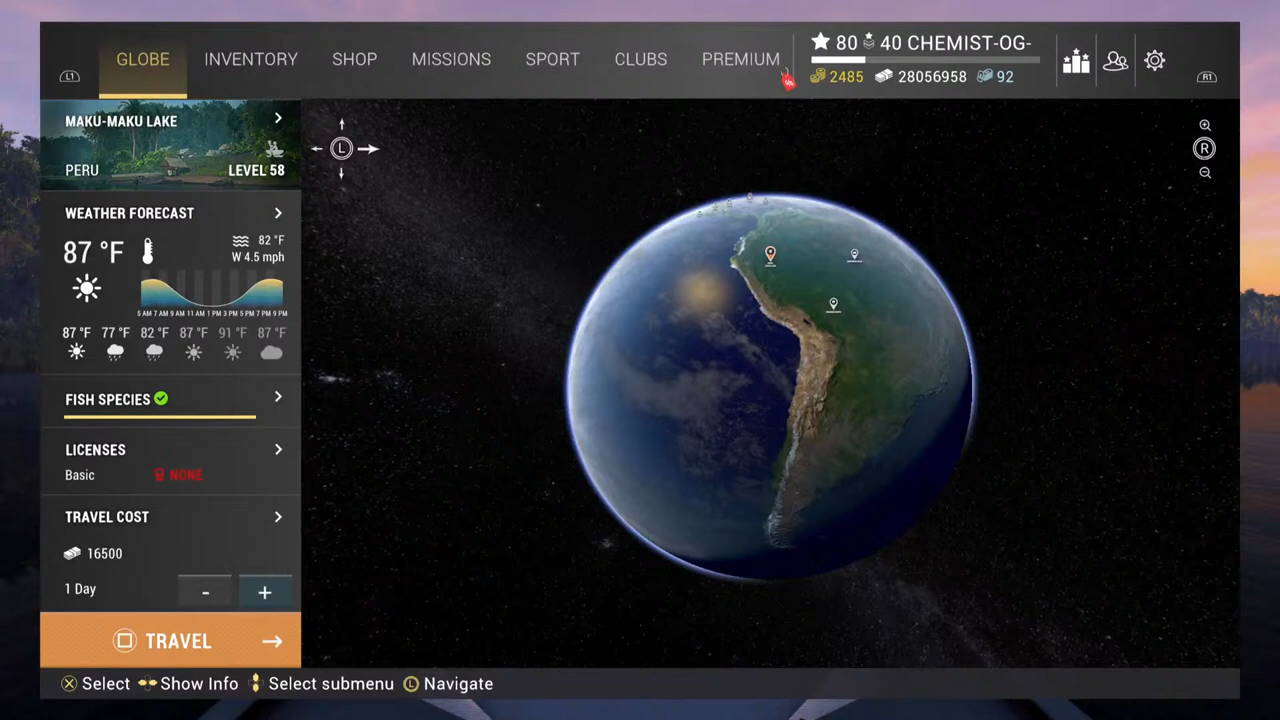 L1
GLOBE
INVENTORY
SHOP
MISSIONS
SPORT
CLUBS
PREMIUM
80 40 CHEMIST-OG-
2485 28056958 92
R1
MAKU-MAKU LAKE
PERU
LEVEL 58
L
R
WEATHER FORECAST
87 °F
82 °F
W 4.5 mph
5 AM 7 AM 9 AM 11 AM 1 PM 3 PM 5 PM 7 PM 9 PM
87 °F 77 °F 82 °F 87 °F 91 °F 87 °F
FISH SPECIES
LICENSES
Basic NONE
TRAVEL COST
16500
1 Day - +
TRAVEL
Select Show Info Select submenu L Navigate